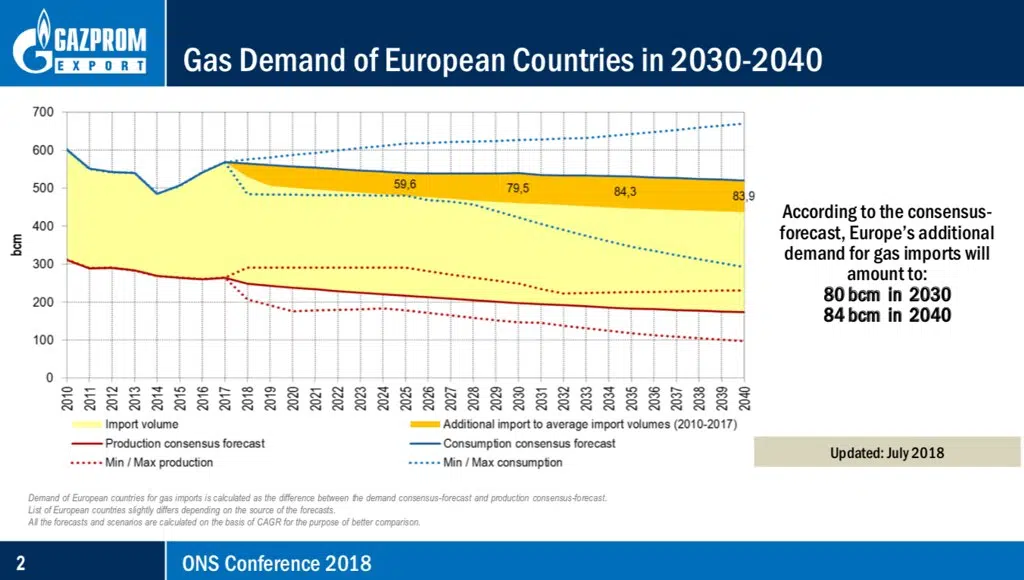 GAZPROM
EXPORT
Gas Demand of European Countries in 2030-2040
700
600
500
400
300
200
100
0
bcm
59,6
79,5
84,3
83,9
2010
2011
2012
2013
2014
2015
2016
2017
2018
2019
2020
2021
2022
2023
2024
2025
2026
2027
2028
2029
2030
2031
2032
2033
2034
2035
2036
2037
2038
2039
2040
Import volume
Additional import to average import volumes (2010-2017)
Production consensus forecast
Consumption consensus forecast
Min / Max production
Min / Max consumption
According to the consensus-
forecast, Europe's additional
demand for gas imports will
amount to:
80 bcm in 2030
84 bcm in 2040
Updated: July 2018
Demand of European countries for gas imports is calculated as the difference between the demand consensus-forecast and production consensus-forecast.
List of European countries slightly differs depending on the source of the forecasts.
All the forecasts and scenarios are calculated on the basis of CAGR for the purpose of better comparison.
2
ONS Conference 2018